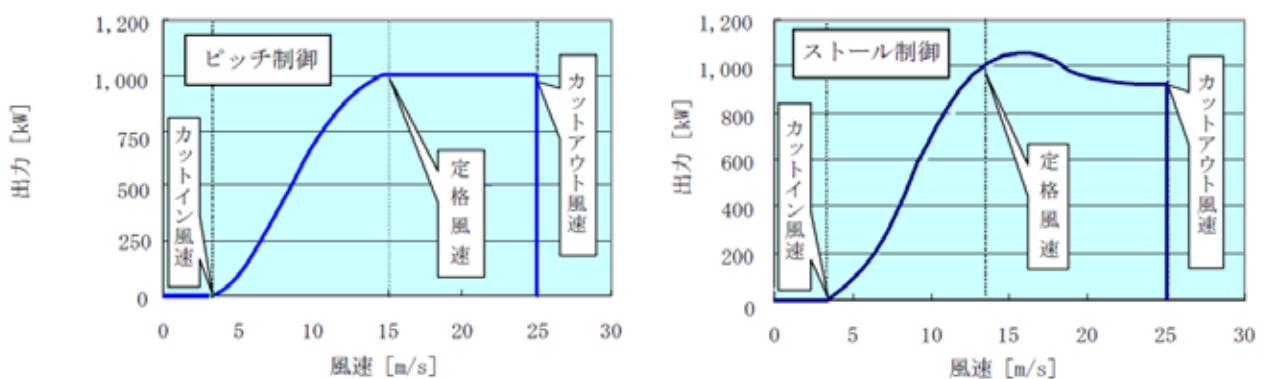 1,200
1,000
750
500
250
0
0 5 10 15 20 25 30
出力 [kW]
風速 [m/s]
ピッチ制御
カットイン風速
定格風速
カットアウト風速
1,200
1,000
800
600
400
200
0
0 5 10 15 20 25 30
出力 [kW]
風速 [m/s]
ストール制御
カットイン風速
定格風速
カットアウト風速